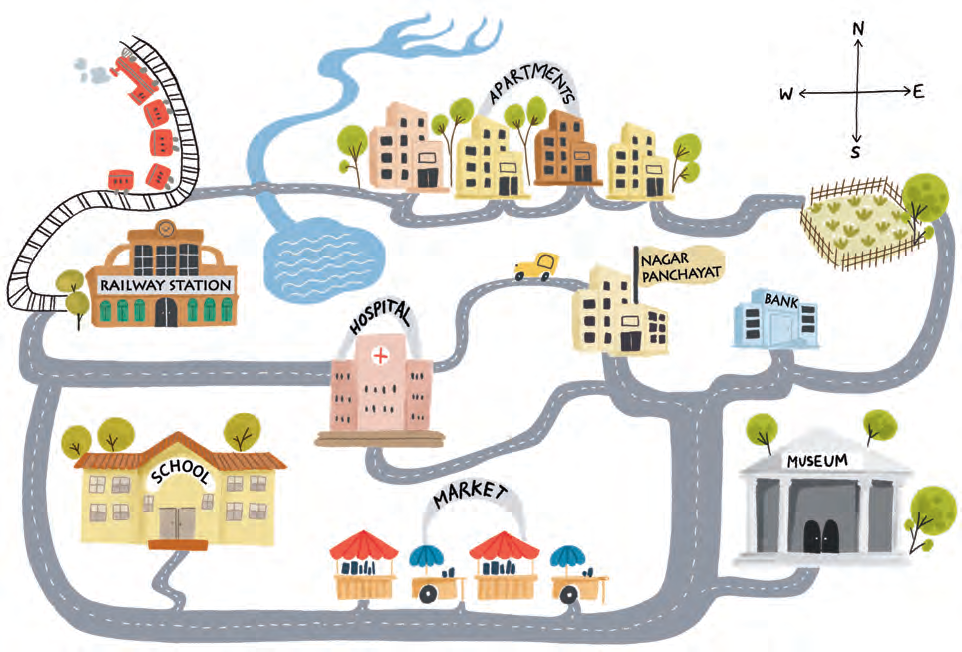 N
W
E
S
APARTMENTS
RAILWAY STATION
NAGAR
PANCHAYAT
BANK
HOSPITAL
SCHOOL
MUSEUM
MARKET